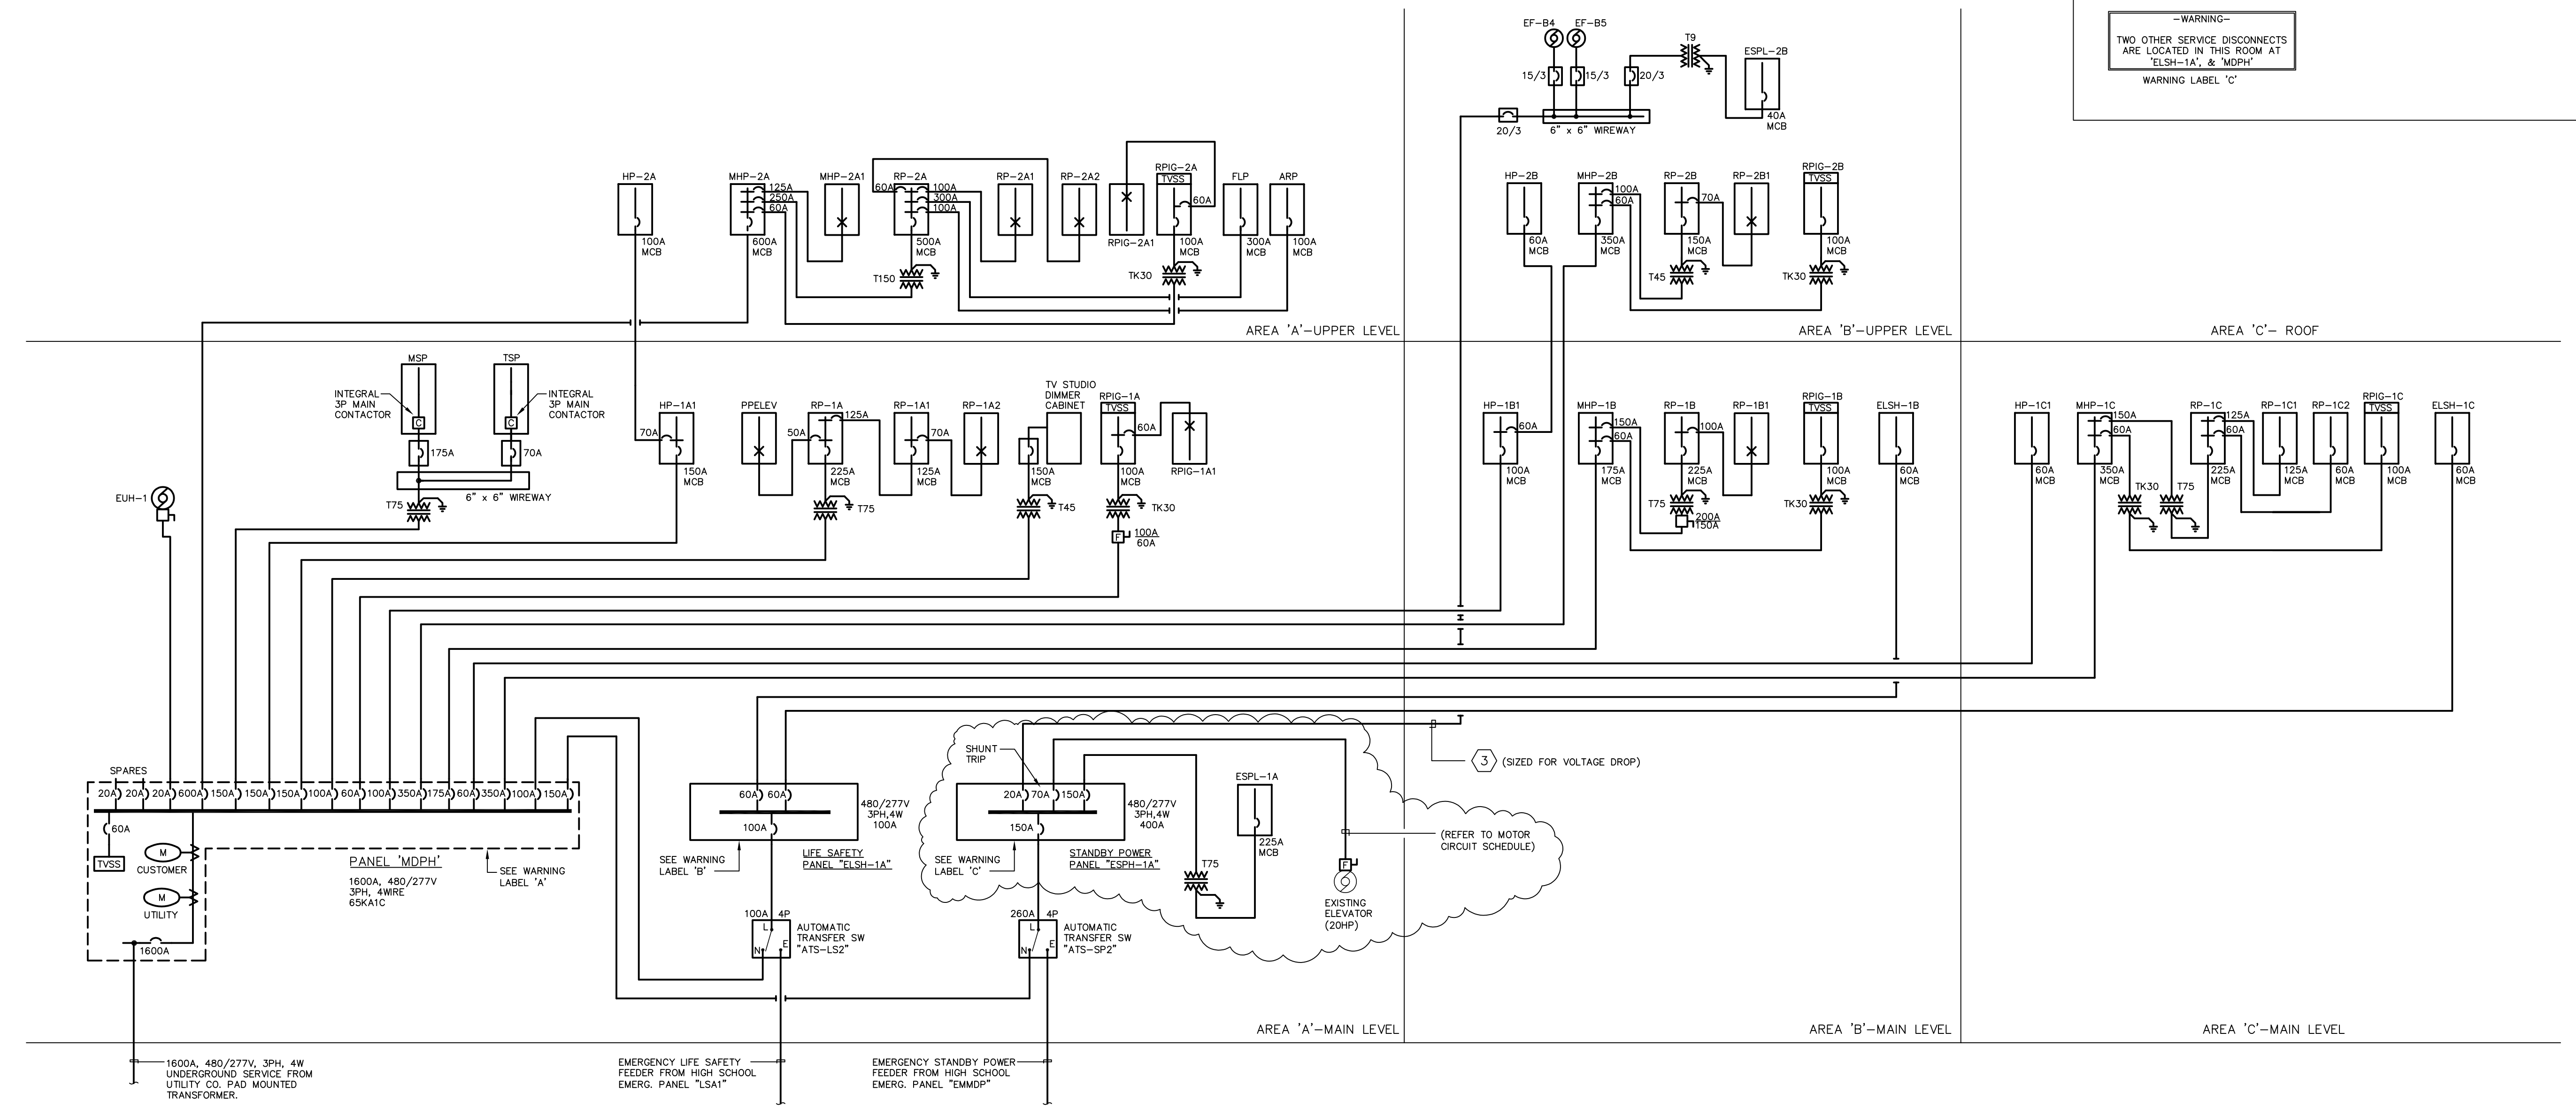 -WARNING-
TWO OTHER SERVICE DISCONNECTS
ARE LOCATED IN THIS ROOM AT
'ELSH-1A', & 'MDPH'
WARNING LABEL 'C'
EF-B4 EF-B5
T9
ESPL-2B
15/3 15/3 20/3
20/3
6" x 6" WIREWAY
40A
MCB
HP-2A
100A
MCB
MHP-2A
125A
250A
60A
600A
MCB
MHP-2A1
RP-2A
60A
100A
300A
100A
500A
MCB
T150
RP-2A1
RP-2A2
RPIG-2A1
RPIG-2A
TVSS
60A
100A
MCB
TK30
FLP
300A
MCB
ARP
100A
MCB
AREA 'A'-UPPER LEVEL
HP-2B
60A
MCB
MHP-2B
100A
60A
350A
MCB
RP-2B
70A
150A
MCB
T45
RP-2B1
RPIG-2B
TVSS
100A
MCB
TK30
AREA 'B'-UPPER LEVEL
AREA 'C'- ROOF
MSP
INTEGRAL
3P MAIN
CONTACTOR
C
175A
TSP
INTEGRAL
3P MAIN
CONTACTOR
C
70A
6" x 6" WIREWAY
T75
EUH-1
HP-1A1
70A
150A
MCB
PPELEV
RP-1A
50A
125A
225A
MCB
T75
RP-1A1
70A
125A
MCB
RP-1A2
TV STUDIO
DIMMER
CABINET
150A
MCB
T45
RPIG-1A
TVSS
60A
100A
MCB
TK30
F
100A
60A
RPIG-1A1
HP-1B1
60A
100A
MCB
MHP-1B
150A
60A
175A
MCB
RP-1B
100A
225A
MCB
T75
200A
150A
RP-1B1
RPIG-1B
TVSS
100A
MCB
TK30
ELSH-1B
60A
MCB
HP-1C1
60A
MCB
MHP-1C
150A
60A
350A
MCB
TK30
T75
RP-1C
125A
60A
225A
MCB
RP-1C1
125A
MCB
RP-1C2
60A
MCB
RPIG-1C
TVSS
100A
MCB
ELSH-1C
60A
MCB
SPARES
20A 20A 20A 600A 150A 150A 150A 100A 60A 100A 350A 175A 60A 350A 100A 150A
60A
TVSS
M
CUSTOMER
M
UTILITY
1600A
PANEL 'MDPH'
1600A, 480/277V
3PH, 4WIRE
65KA1C
SEE WARNING
LABEL 'A'
60A 60A
100A
480/277V
3PH,4W
100A
SEE WARNING
LABEL 'B'
LIFE SAFETY
PANEL "ELSH-1A"
100A 4P
L
N
E
AUTOMATIC
TRANSFER SW
"ATS-LS2"
SHUNT
TRIP
20A 70A 150A
150A
480/277V
3PH,4W
400A
SEE WARNING
LABEL 'C'
STANDBY POWER
PANEL "ESPH-1A"
260A 4P
L
N
E
AUTOMATIC
TRANSFER SW
"ATS-SP2"
T75
ESPL-1A
225A
MCB
F
EXISTING
ELEVATOR
(20HP)
(REFER TO MOTOR
CIRCUIT SCHEDULE)
3 (SIZED FOR VOLTAGE DROP)
AREA 'A'-MAIN LEVEL
AREA 'B'-MAIN LEVEL
AREA 'C'-MAIN LEVEL
1600A, 480/277V, 3PH, 4W
UNDERGROUND SERVICE FROM
UTILITY CO. PAD MOUNTED
TRANSFORMER.
EMERGENCY LIFE SAFETY
FEEDER FROM HIGH SCHOOL
EMERG. PANEL "LSA1"
EMERGENCY STANDBY POWER
FEEDER FROM HIGH SCHOOL
EMERG. PANEL "EMMDP"